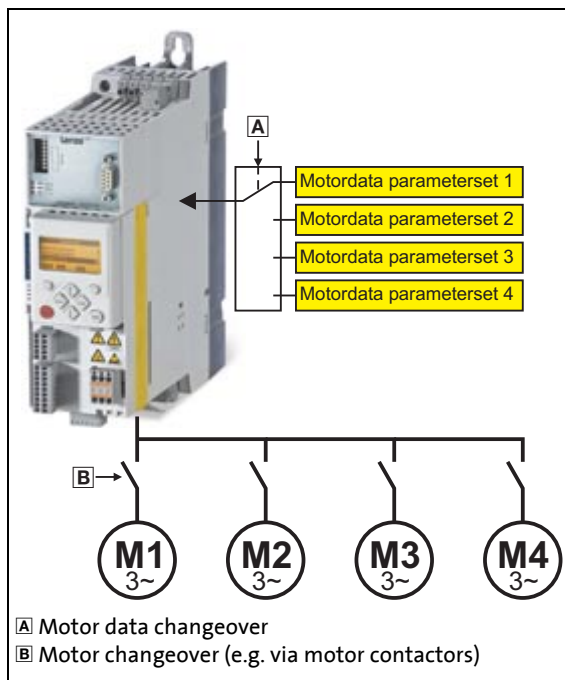 Lenze
A
Motordata parameterset 1
Motordata parameterset 2
Motordata parameterset 3
Motordata parameterset 4
B
M1
3~
M2
3~
M3
3~
M4
3~
A Motor data changeover
B Motor changeover (e.g. via motor contactors)